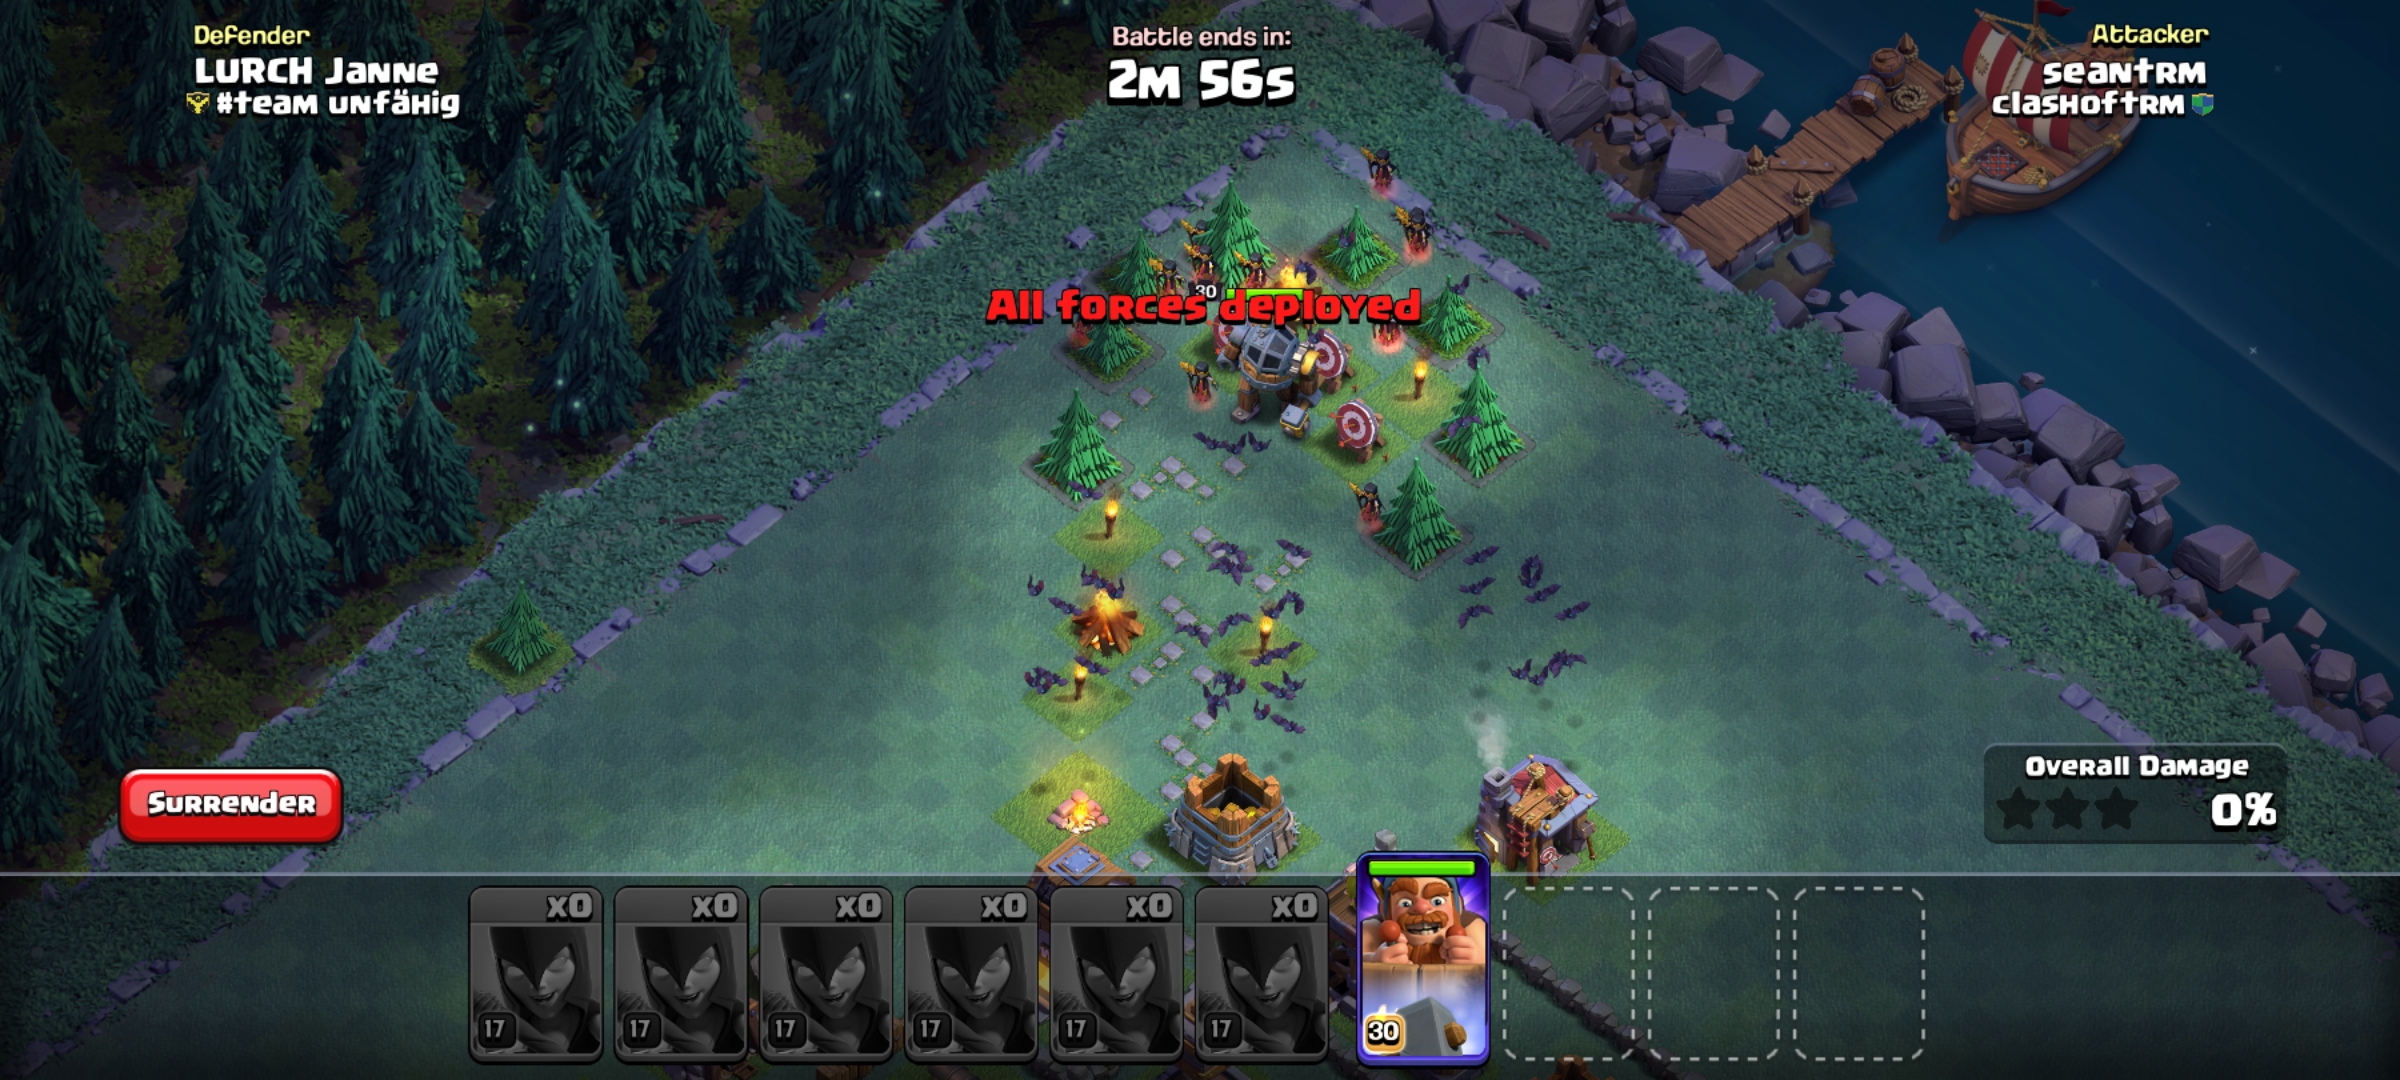 Defender
LURCH Janne
#team unfähig
Battle ends in:
2M 56s
Attacker
seantRM
clashoftRM
30
All forces deployed
Surrender
Overall Damage
0%
x0
x0
x0
x0
x0
x0
17
17
17
17
17
17
30